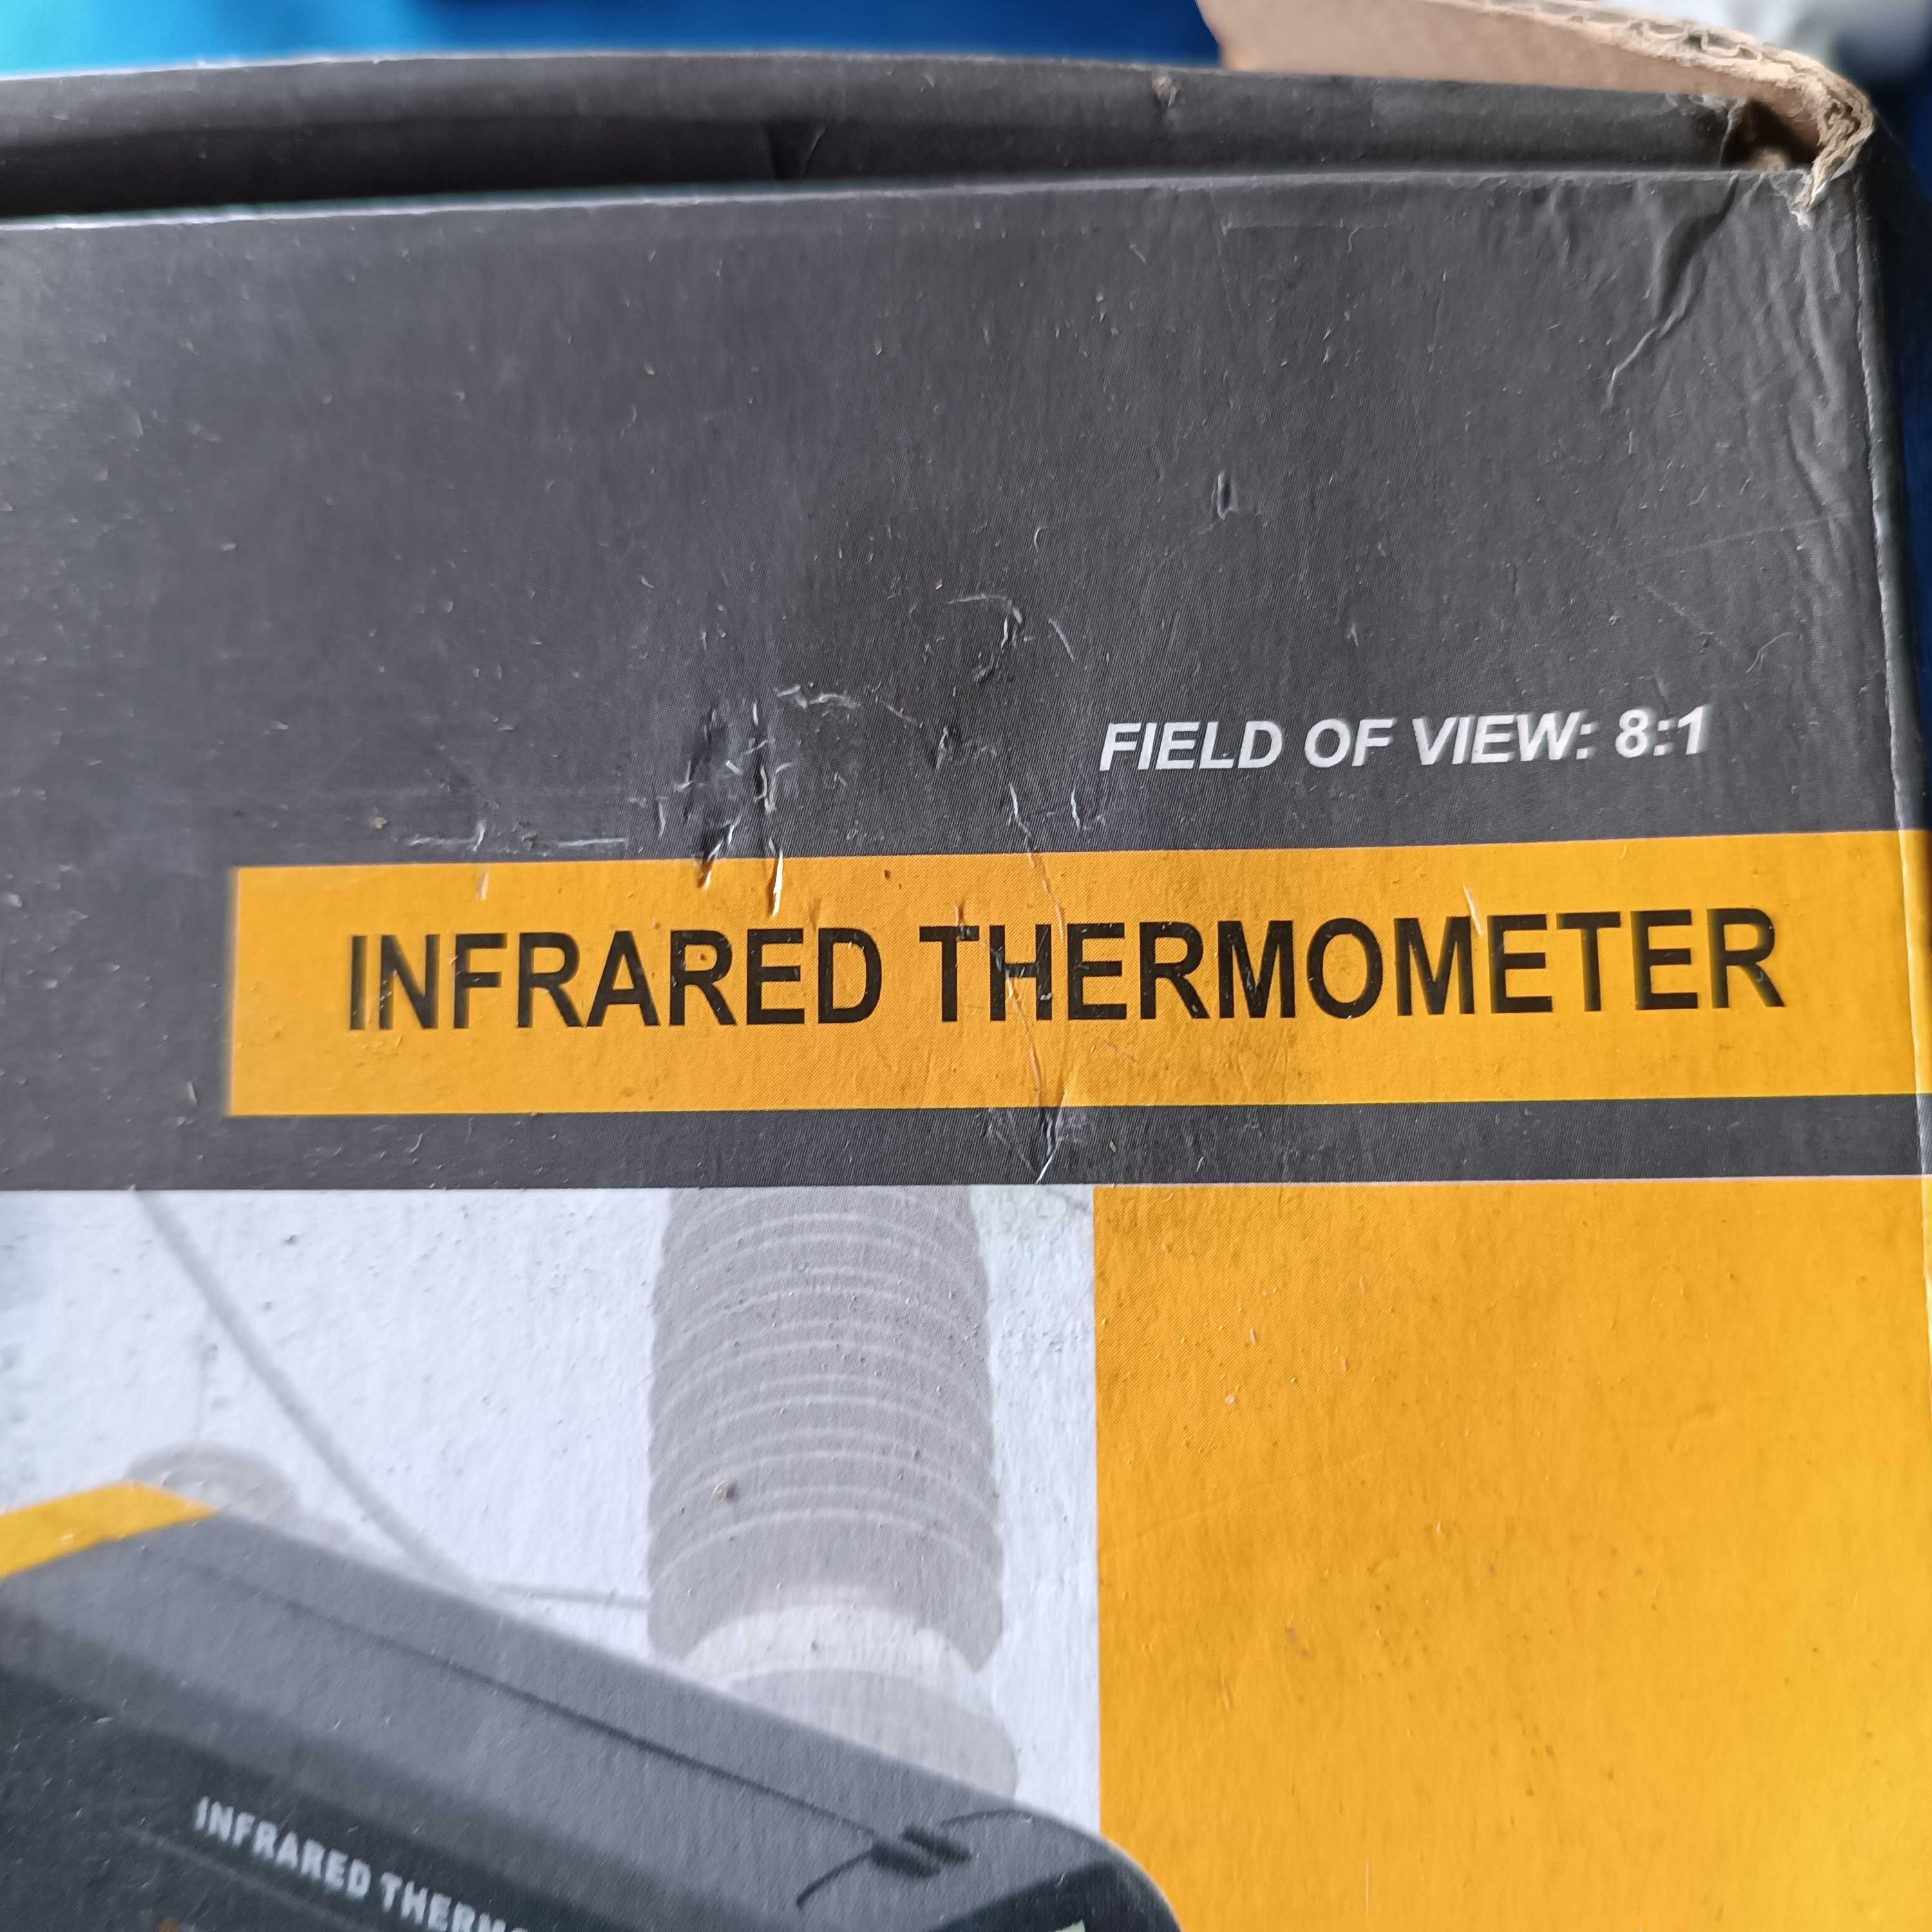 FIELD OF VIEW: 8:1
INFRARED THERMOMETER
INFRARED